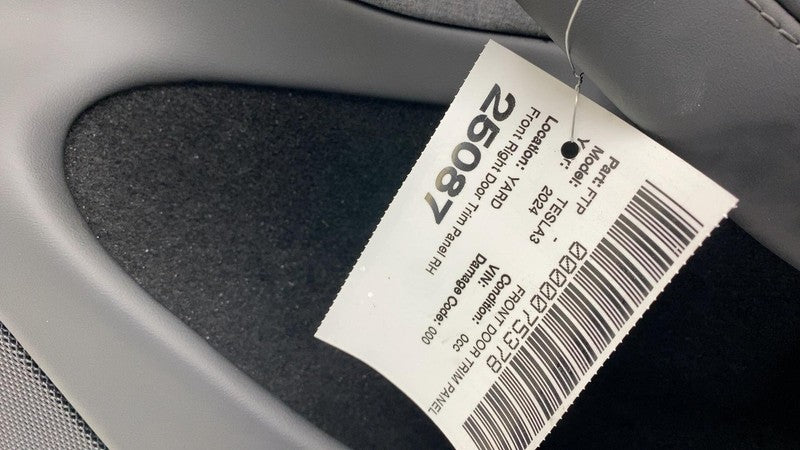 0000075378
Part: FTP - FRONT DOOR TRIM PANEL
Model: TESLA3
Y r: 2024 Condition: 0cc
Location: YARD VIN:
Front Right Door Trim Panel RH Damage Code: 000
25087